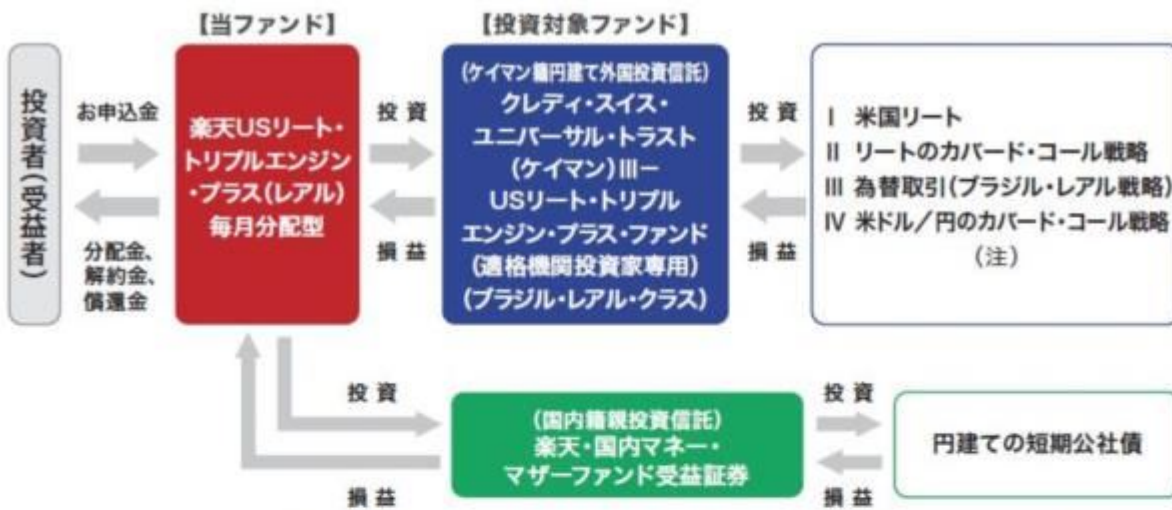 【当ファンド】
【投資対象ファンド】
投資者(受益者)
お申込金
分配金、
解約金、
償還金
楽天USリート・
トリプルエンジン
・プラス(レアル)
毎月分配型
投資
損益
(ケイマン籍円建て外国投資信託)
クレディ・スイス・
ユニバーサル・トラスト
(ケイマン)Ⅲー
USリート・トリプル
エンジン・プラス・ファンド
(適格機関投資家専用)
(ブラジル・レアル・クラス)
投資
損益
Ⅰ 米国リート
Ⅱ リートのカバード・コール戦略
Ⅲ 為替取引(ブラジル・レアル戦略)
Ⅳ 米ドル/円のカバード・コール戦略
(注)
投資
損益
(国内籍親投資信託)
楽天・国内マネー・
マザーファンド受益証券
投資
損益
円建ての短期公社債